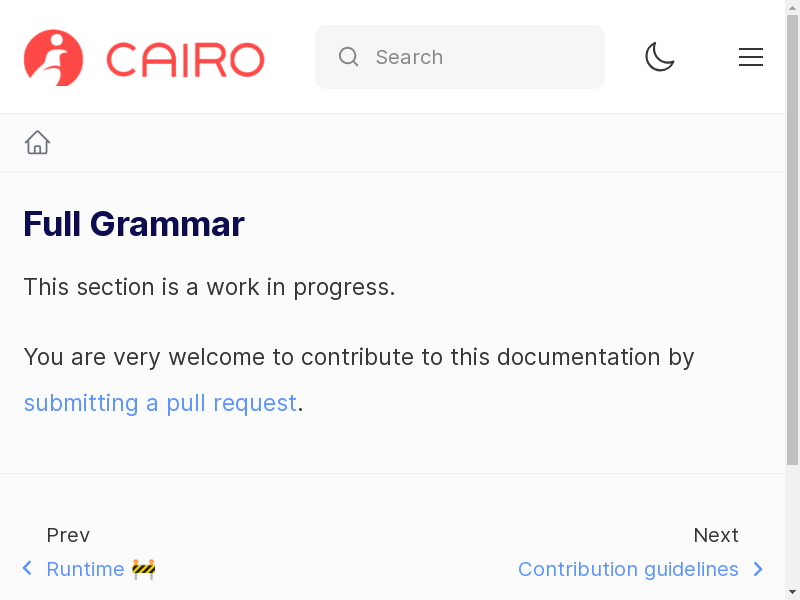 CAIRO
Search
Full Grammar
This section is a work in progress.
You are very welcome to contribute to this documentation by
submitting a pull request.
Prev
Runtime 🚧
Next
Contribution guidelines